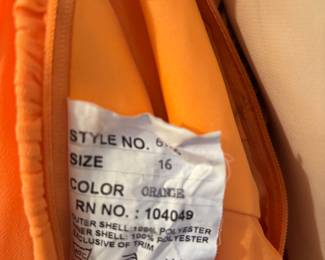 STYLE NO.
SIZE 16
COLOR ORANGE
RN NO. : 104049
OUTER SHELL: 100% POLYESTER
INNER SHELL: 100% POLYESTER
EXCLUSIVE OF TRIM